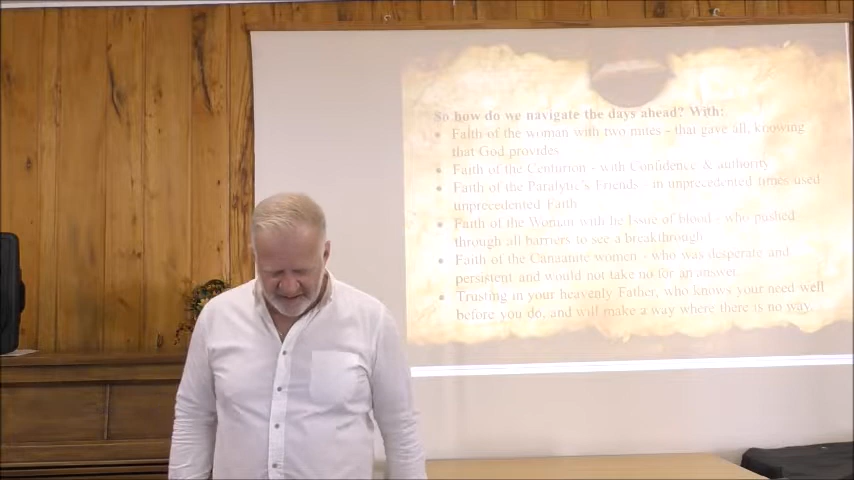 So how do we navigate the days ahead? With:
• Faith of the woman with two mites - that gave all, knowing
that God provides
• Faith of the Centurion - with Confidence & authority
• Faith of the Paralytic's Friends - in unprecedented times used
unprecedented Faith
• Faith of the Woman with he Issue of blood - who pushed
through all barriers to see a breakthrough
• Faith of the Canaanite women - who was desperate and
persistent and would not take no for an answer
• Trusting in your heavenly Father, who knows your need well
before you do, and will make a way where there is no way.